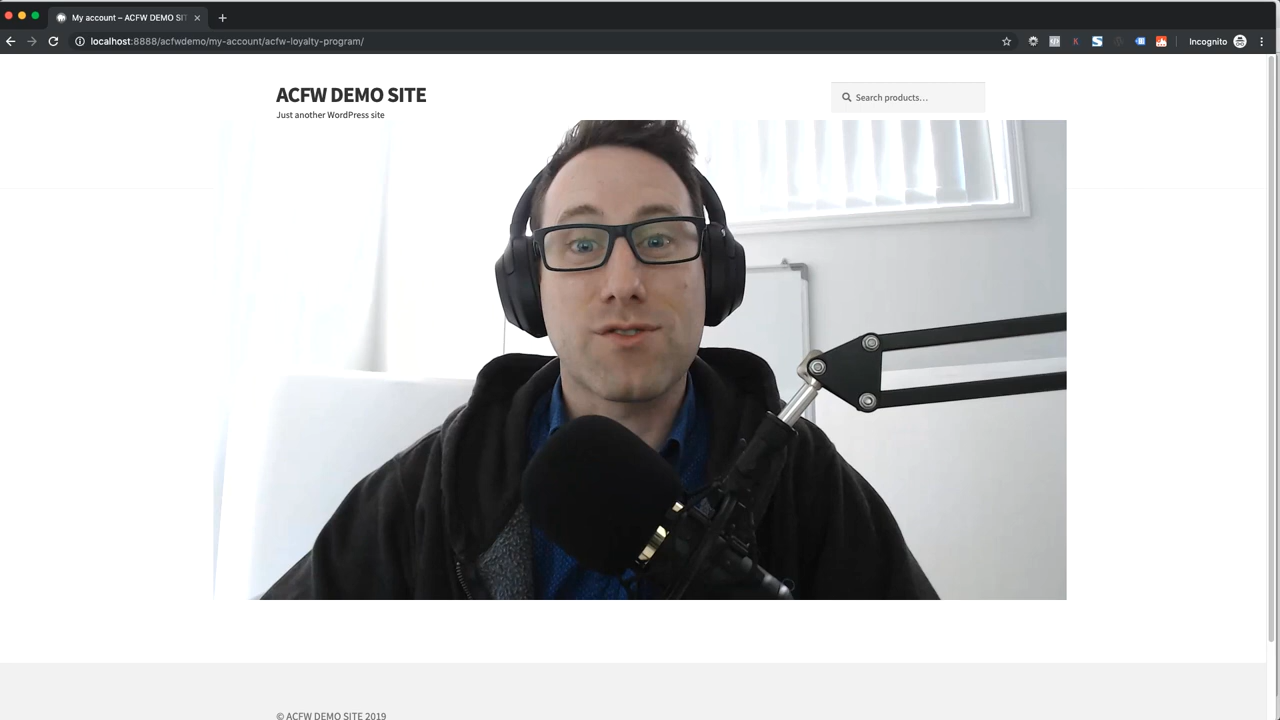 My account – ACFW DEMO SIT
localhost:8888/acfwdemo/my-account/acfw-loyalty-program/
Incognito
ACFW DEMO SITE
Just another WordPress site
Search products…
© ACFW DEMO SITE 2019